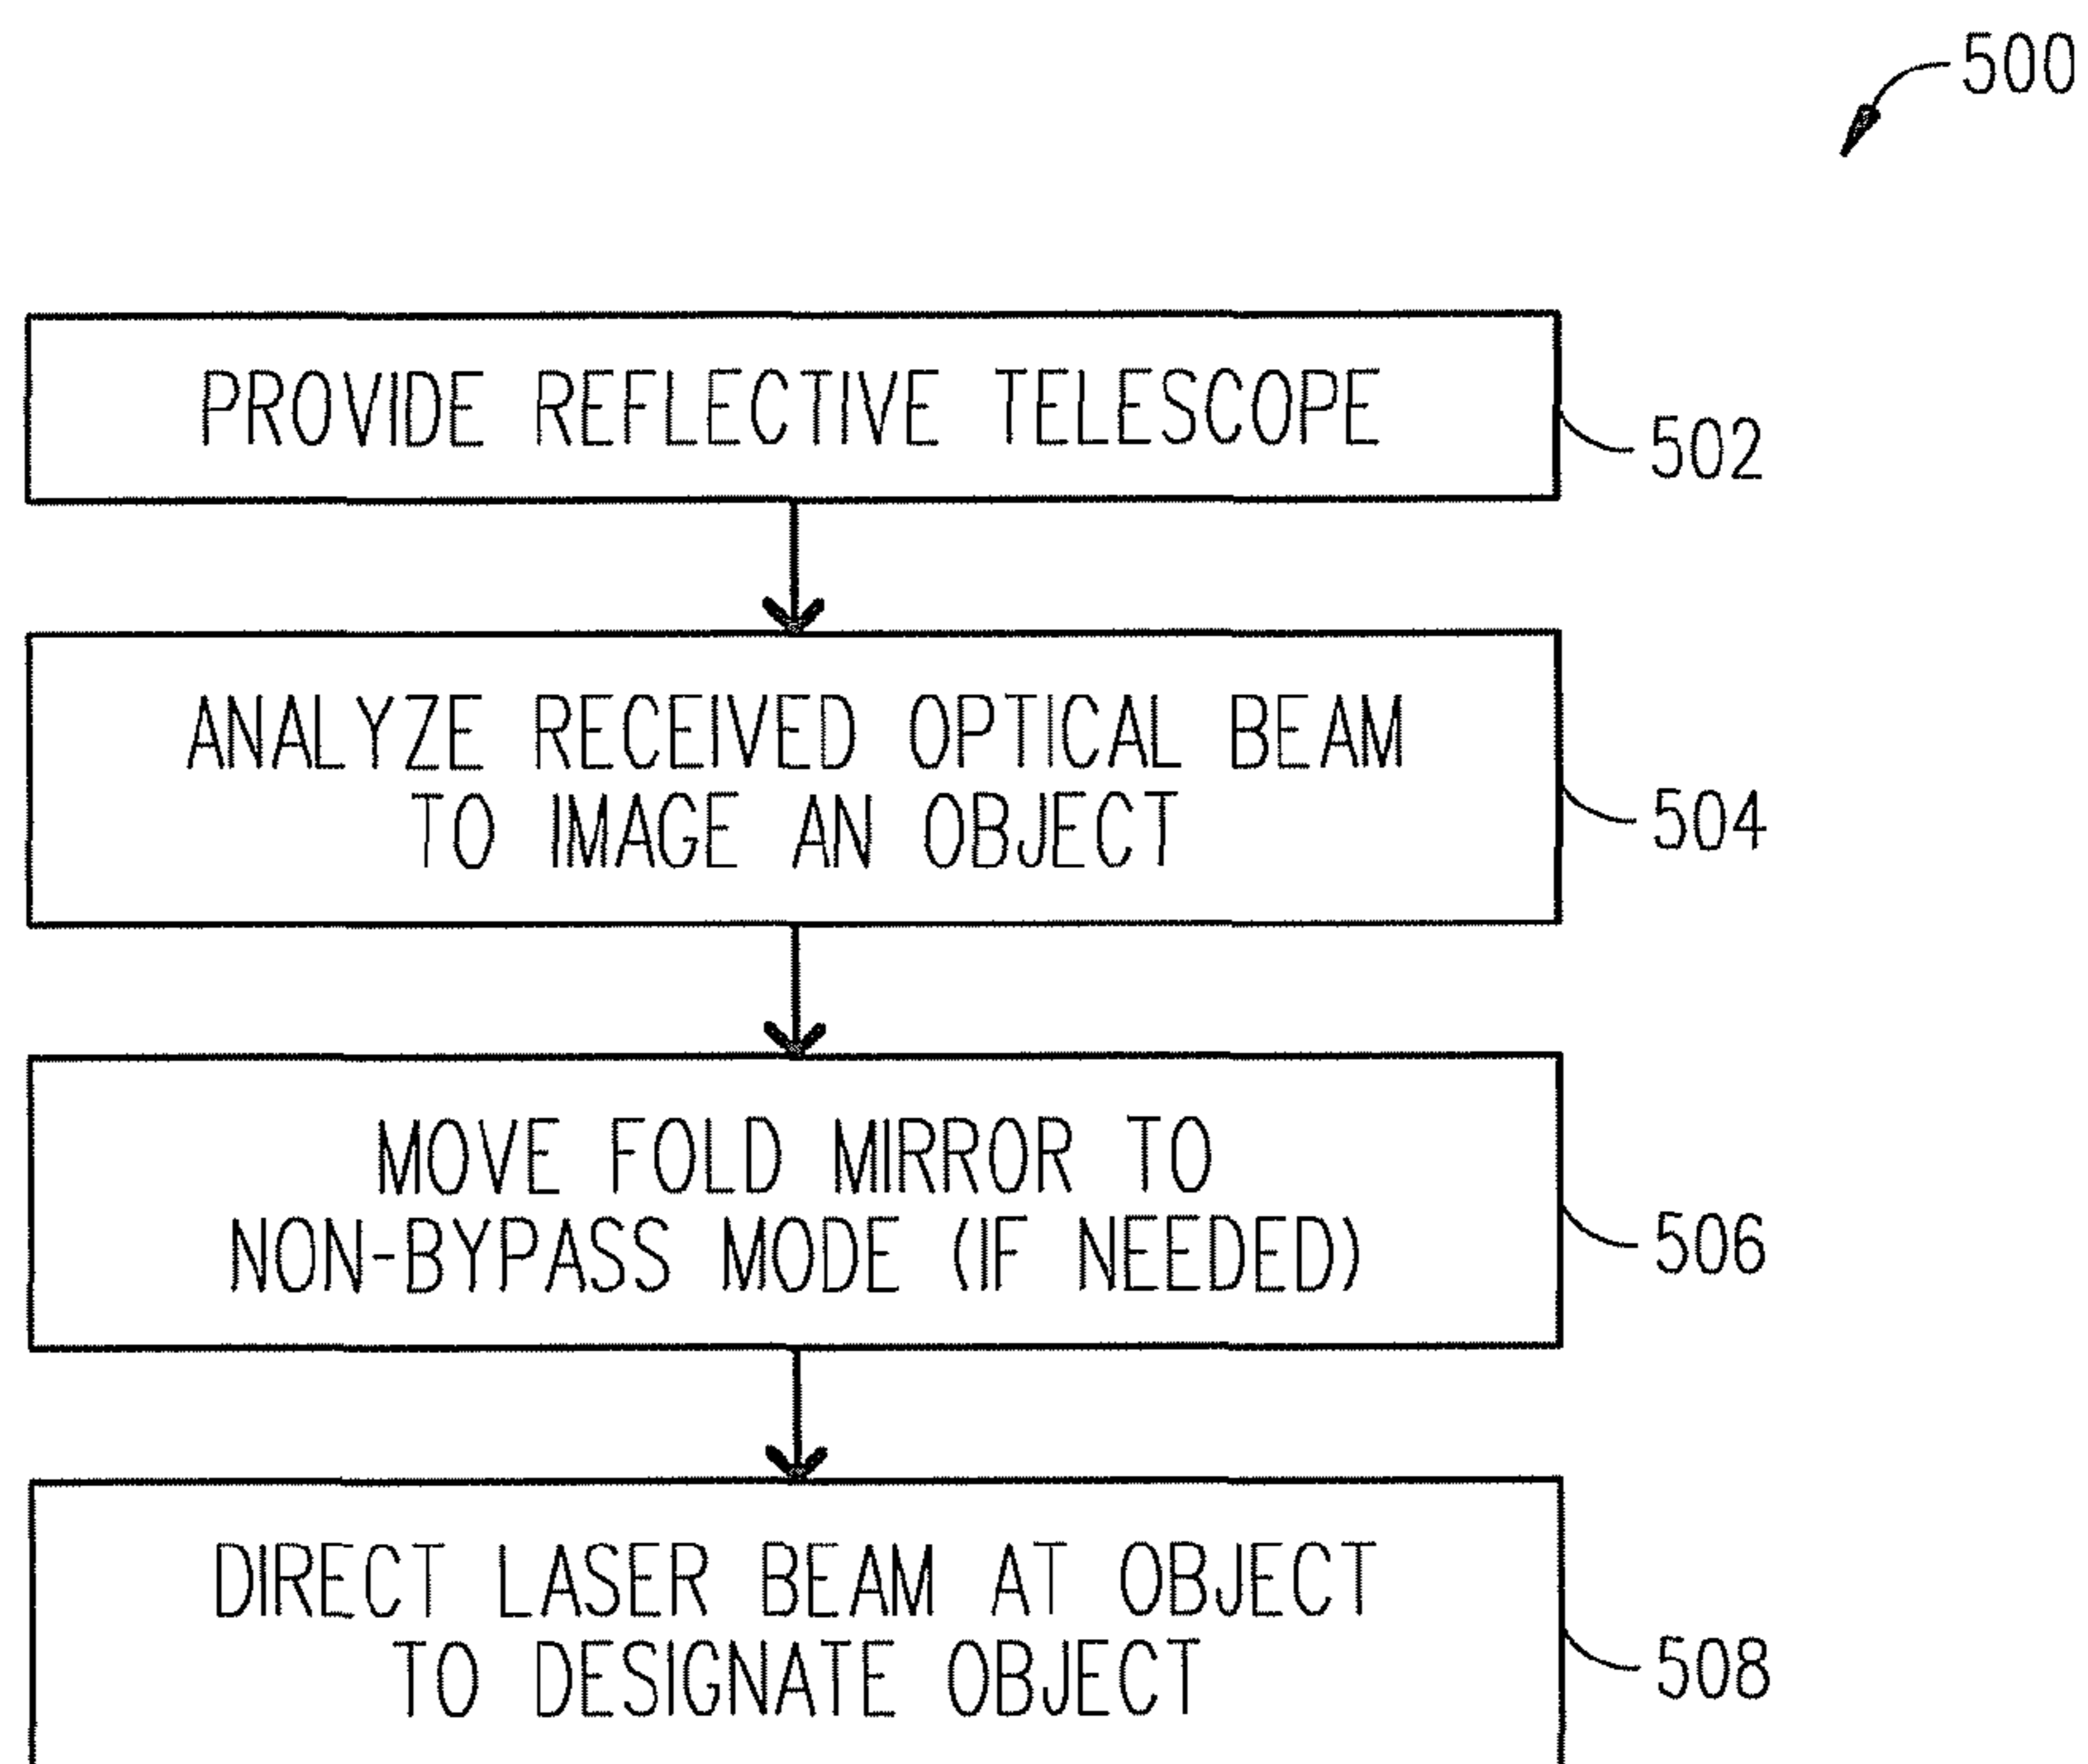 500
PROVIDE REFLECTIVE TELESCOPE
502
ANALYZE RECEIVED OPTICAL BEAM
TO IMAGE AN OBJECT
504
MOVE FOLD MIRROR TO
NON-BYPASS MODE (IF NEEDED)
506
DIRECT LASER BEAM AT OBJECT
TO DESIGNATE OBJECT
508